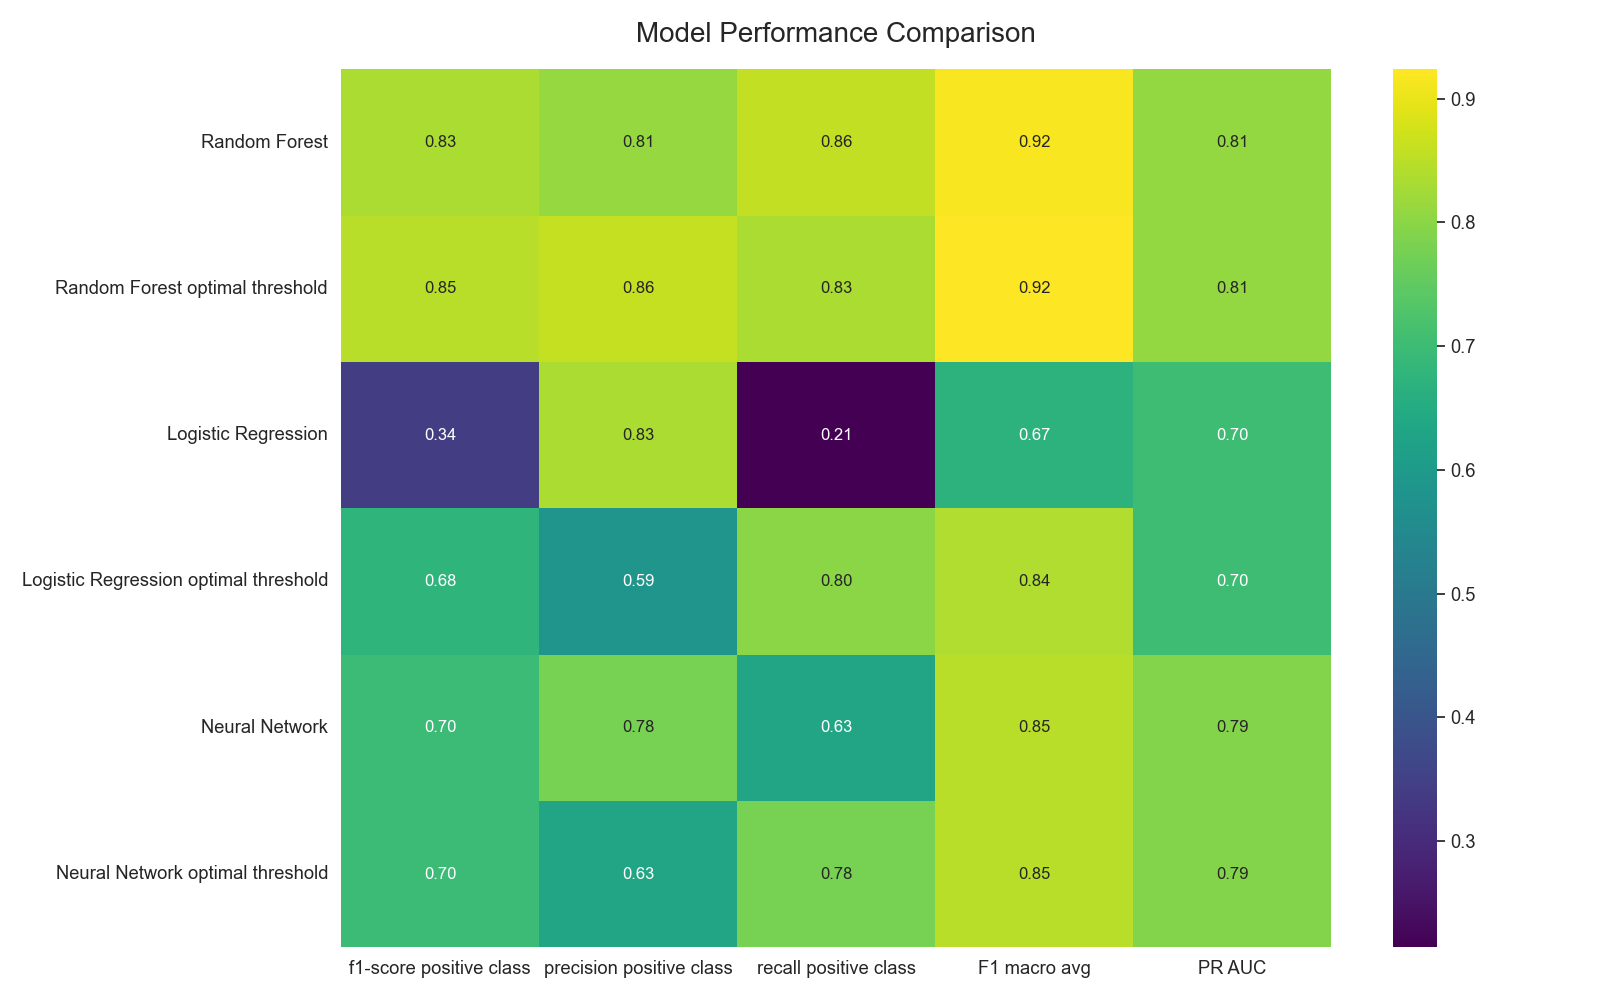 Model Performance Comparison
Random Forest 0.83 0.81 0.86 0.92 0.81
Random Forest optimal threshold 0.85 0.86 0.83 0.92 0.81
Logistic Regression 0.34 0.83 0.21 0.67 0.70
Logistic Regression optimal threshold 0.68 0.59 0.80 0.84 0.70
Neural Network 0.70 0.78 0.63 0.85 0.79
Neural Network optimal threshold 0.70 0.63 0.78 0.85 0.79
f1-score positive class precision positive class recall positive class F1 macro avg PR AUC
0.9
0.8
0.7
0.6
0.5
0.4
0.3